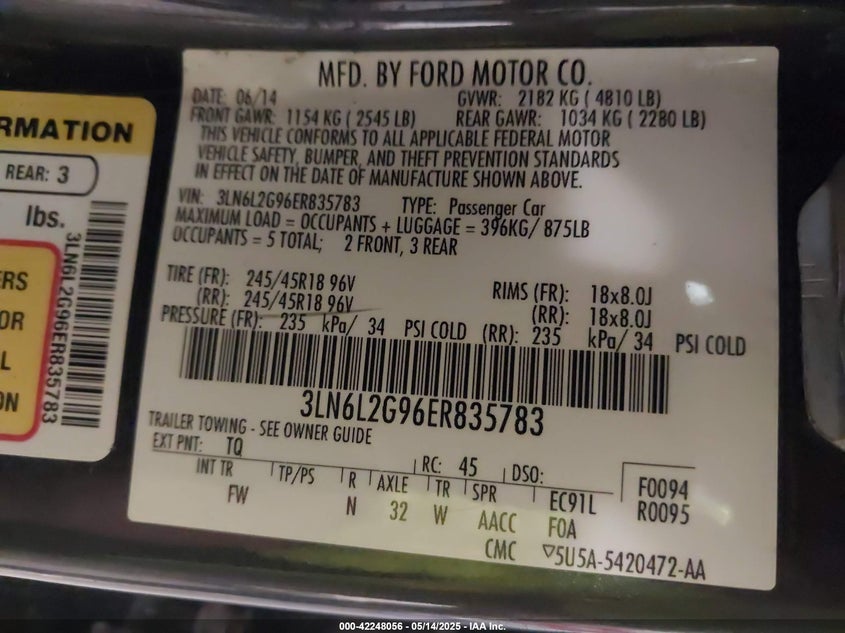 RMATION
REAR: 3
lbs.
ERS
OR
L
ON
3LN6L2G96ER835783
MFD. BY FORD MOTOR CO.
DATE: 06/14 GVWR: 2182 KG ( 4810 LB)
FRONT GAWR: 1154 KG ( 2545 LB) REAR GAWR: 1034 KG ( 2280 LB)
THIS VEHICLE CONFORMS TO ALL APPLICABLE FEDERAL MOTOR
VEHICLE SAFETY, BUMPER, AND THEFT PREVENTION STANDARDS
IN EFFECT ON THE DATE OF MANUFACTURE SHOWN ABOVE.
VIN: 3LN6L2G96ER835783 TYPE: Passenger Car
MAXIMUM LOAD = OCCUPANTS + LUGGAGE = 396KG/ 875LB
OCCUPANTS = 5 TOTAL; 2 FRONT, 3 REAR
TIRE (FR): 245/45R18 96V RIMS (FR): 18x8.0J
(RR): 245/45R18 96V (RR): 18x8.0J
PRESSURE (FR): 235 kPa/ 34 PSI COLD (RR): 235 kPa/ 34 PSI COLD
3LN6L2G96ER835783
TRAILER TOWING - SEE OWNER GUIDE
EXT PNT: TQ RC: 45 DSO: F0094
INT TR TP/PS R AXLE TR SPR EC91L R0095
FW N 32 W AACC FOA
CMC ▽5U5A-5420472-AA
000-42248056 - 05/14/2025 - IAA Inc.